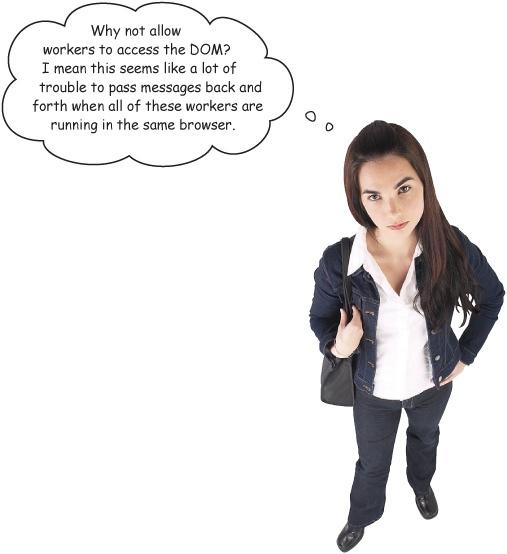 Why not allow
workers to access the DOM?
I mean this seems like a lot of
trouble to pass messages back and
forth when all of these workers are
running in the same browser.